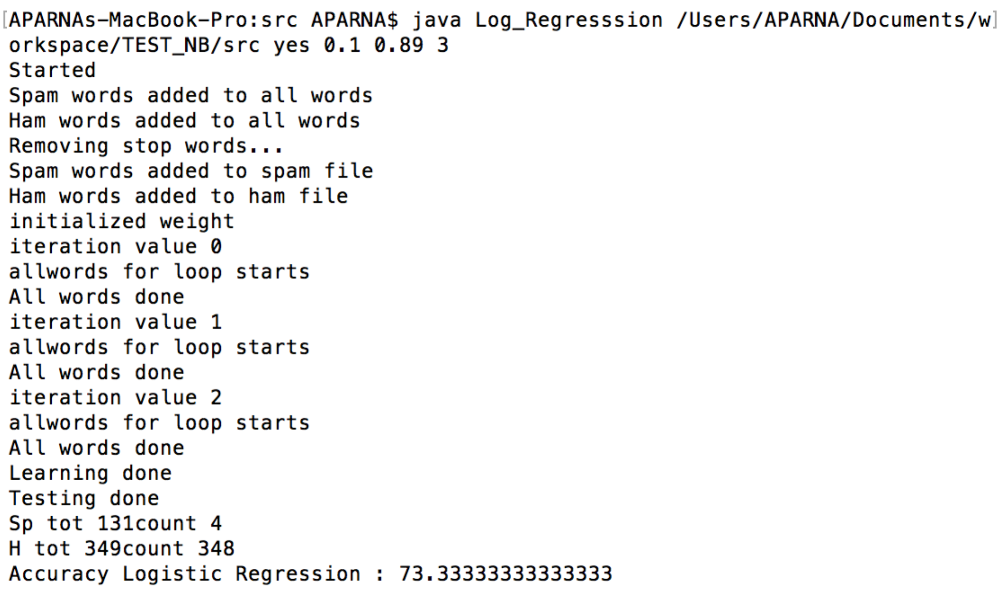 [APARNAs-MacBook-Pro:src APARNA$ java Log_Regresssion /Users/APARNA/Documents/w]
orkspace/TEST_NB/src yes 0.1 0.89 3
Started
Spam words added to all words
Ham words added to all words
Removing stop words...
Spam words added to spam file
Ham words added to ham file
initialized weight
iteration value 0
allwords for loop starts
All words done
iteration value 1
allwords for loop starts
All words done
iteration value 2
allwords for loop starts
All words done
Learning done
Testing done
Sp tot 131count 4
H tot 349count 348
Accuracy Logistic Regression : 73.33333333333333